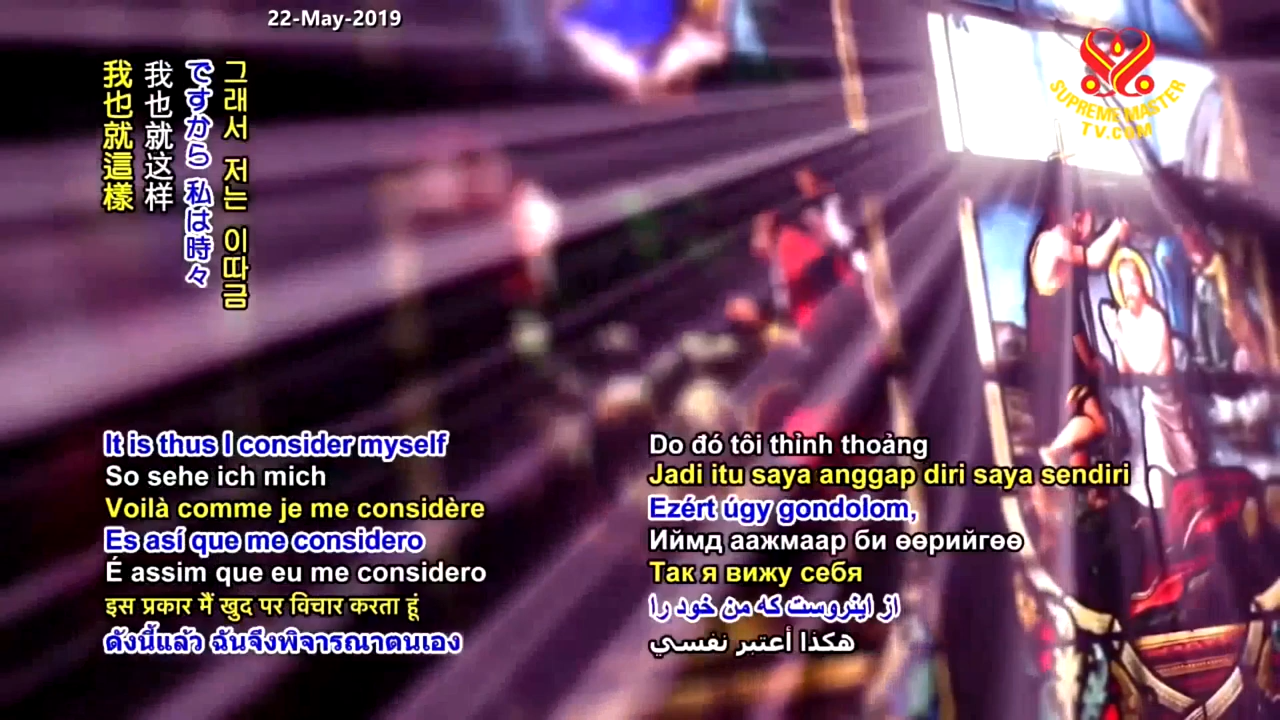 22-May-2019
SUPREME MASTER
TV.COM
我也就這樣
我也就这样
ですから 私は時々
그래서 저는 이따금
It is thus I consider myself
So sehe ich mich
Voilà comme je me considère
Es así que me considero
É assim que eu me considero
इस प्रकार मैं खुद पर विचार करता हूं
ดังนี้แล้ว ฉันจึงพิจารณาตนเอง
Do đó tôi thỉnh thoảng
Jadi itu saya anggap diri saya sendiri
Ezért úgy gondolom,
Иймд аажмаар би өөрийгөө
Так я вижу себя
از اینروست که من خود را
هكذا أعتبر نفسي